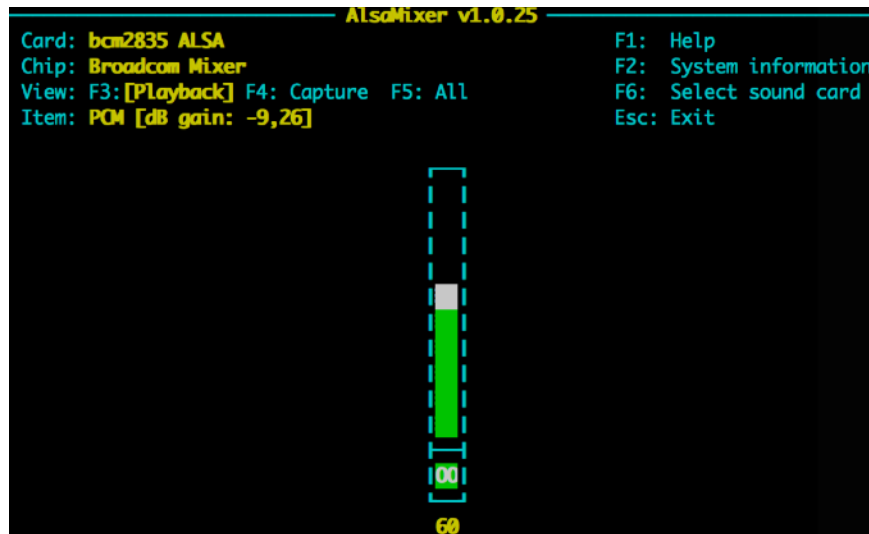 AlsaMixer v1.0.25
Card: bcm2835 ALSA F1: Help
Chip: Broadcom Mixer F2: System information
View: F3:[Playback] F4: Capture F5: All F6: Select sound card
Item: PCM [dB gain: -9,26] Esc: Exit
OO
60